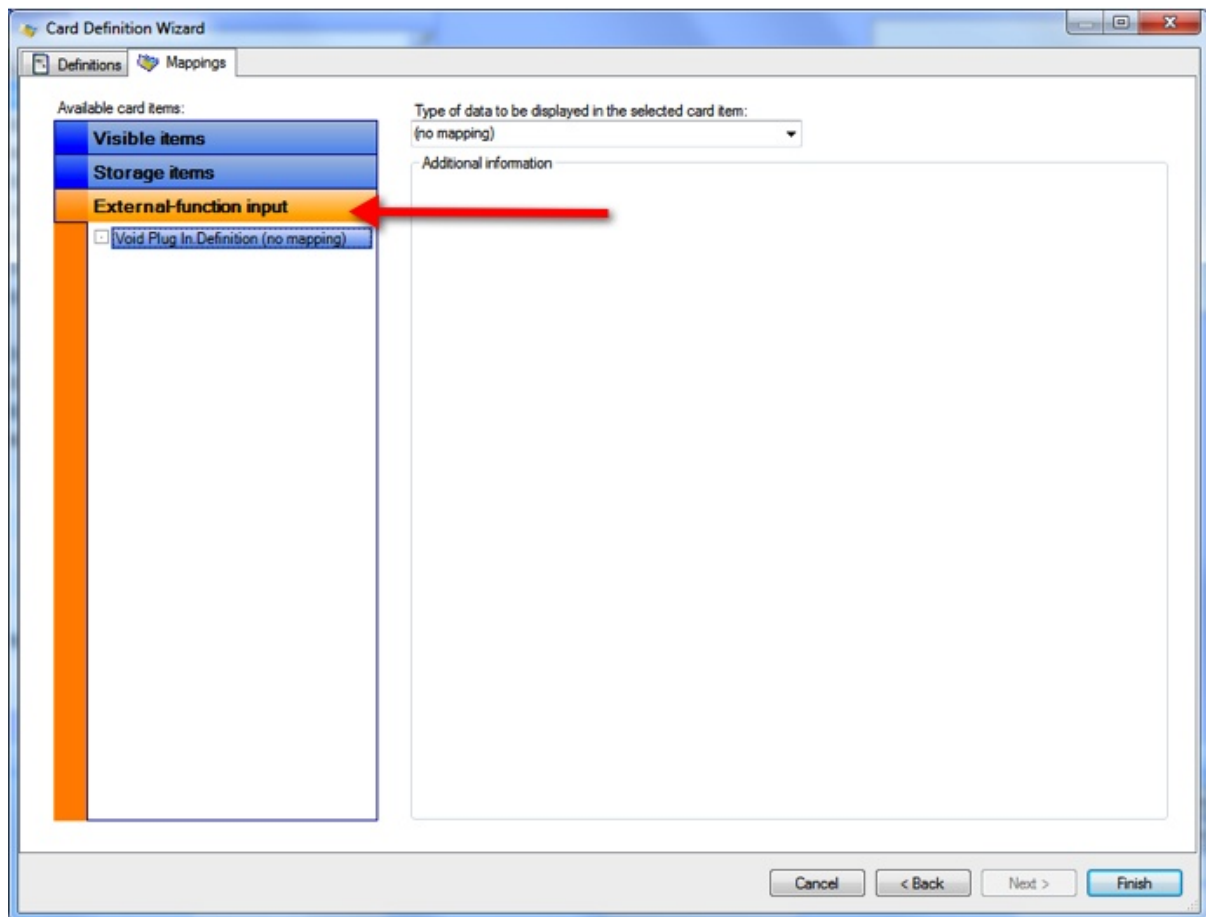 Card Definition Wizard
Definitions
Mappings
Available card items:
Visible items
Storage items
External-function input
Void Plug In.Definition (no mapping)
Type of data to be displayed in the selected card item:
(no mapping)
Additional information
Cancel
< Back
Next >
Finish